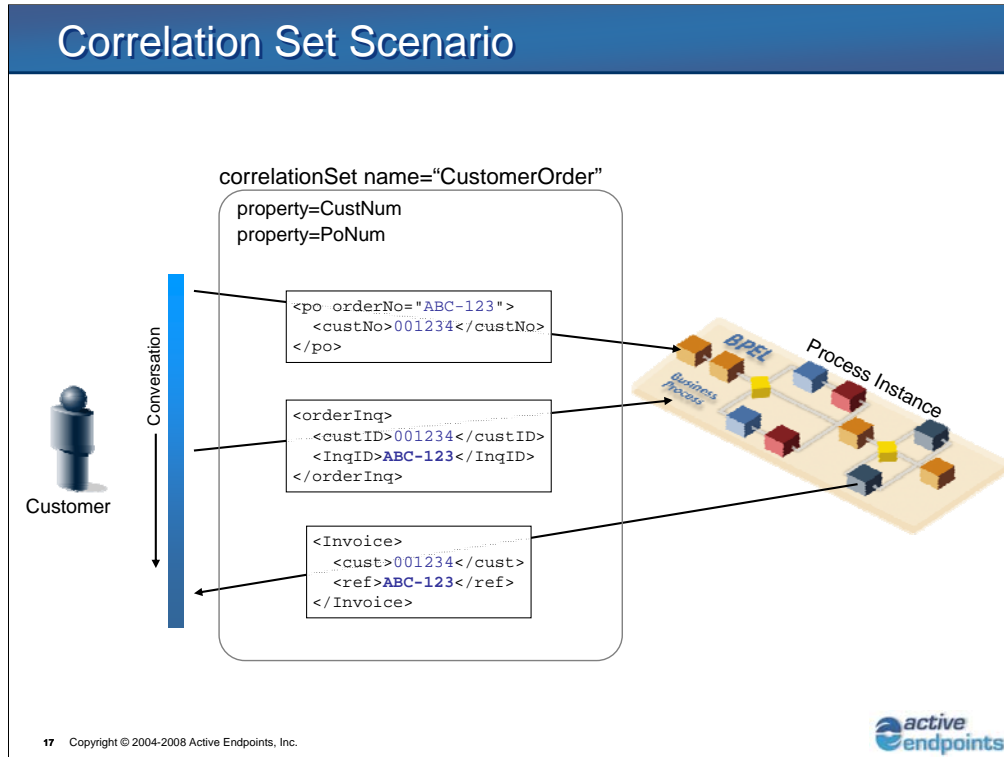 Correlation Set Scenario
correlationSet name=“CustomerOrder”
property=CustNum
property=PoNum
<po orderNo="ABC-123">
<custNo>001234</custNo>
</po>
Conversation
BPEL
Business
Process
Process Instance
<orderInq>
<custID>001234</custID>
<InqID>ABC-123</InqID>
</orderInq>
Customer
<Invoice>
<cust>001234</cust>
<ref>ABC-123</ref>
</Invoice>
17 Copyright © 2004-2008 Active Endpoints, Inc.
active
endpoints